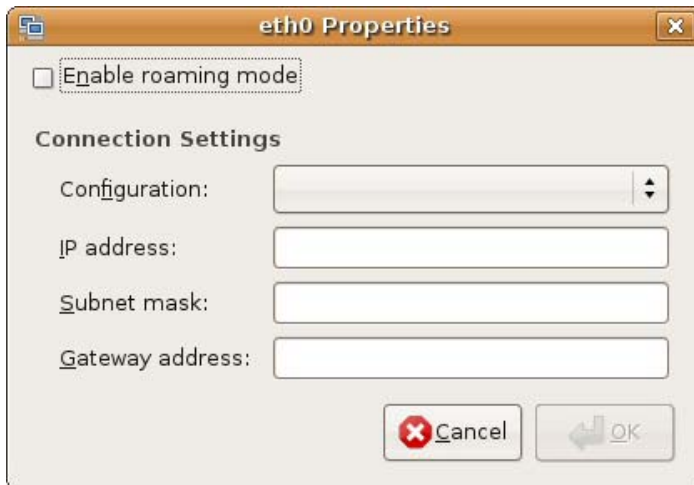 eth0 Properties
Enable roaming mode
Connection Settings
Configuration:
IP address:
Subnet mask:
Gateway address:
Cancel OK